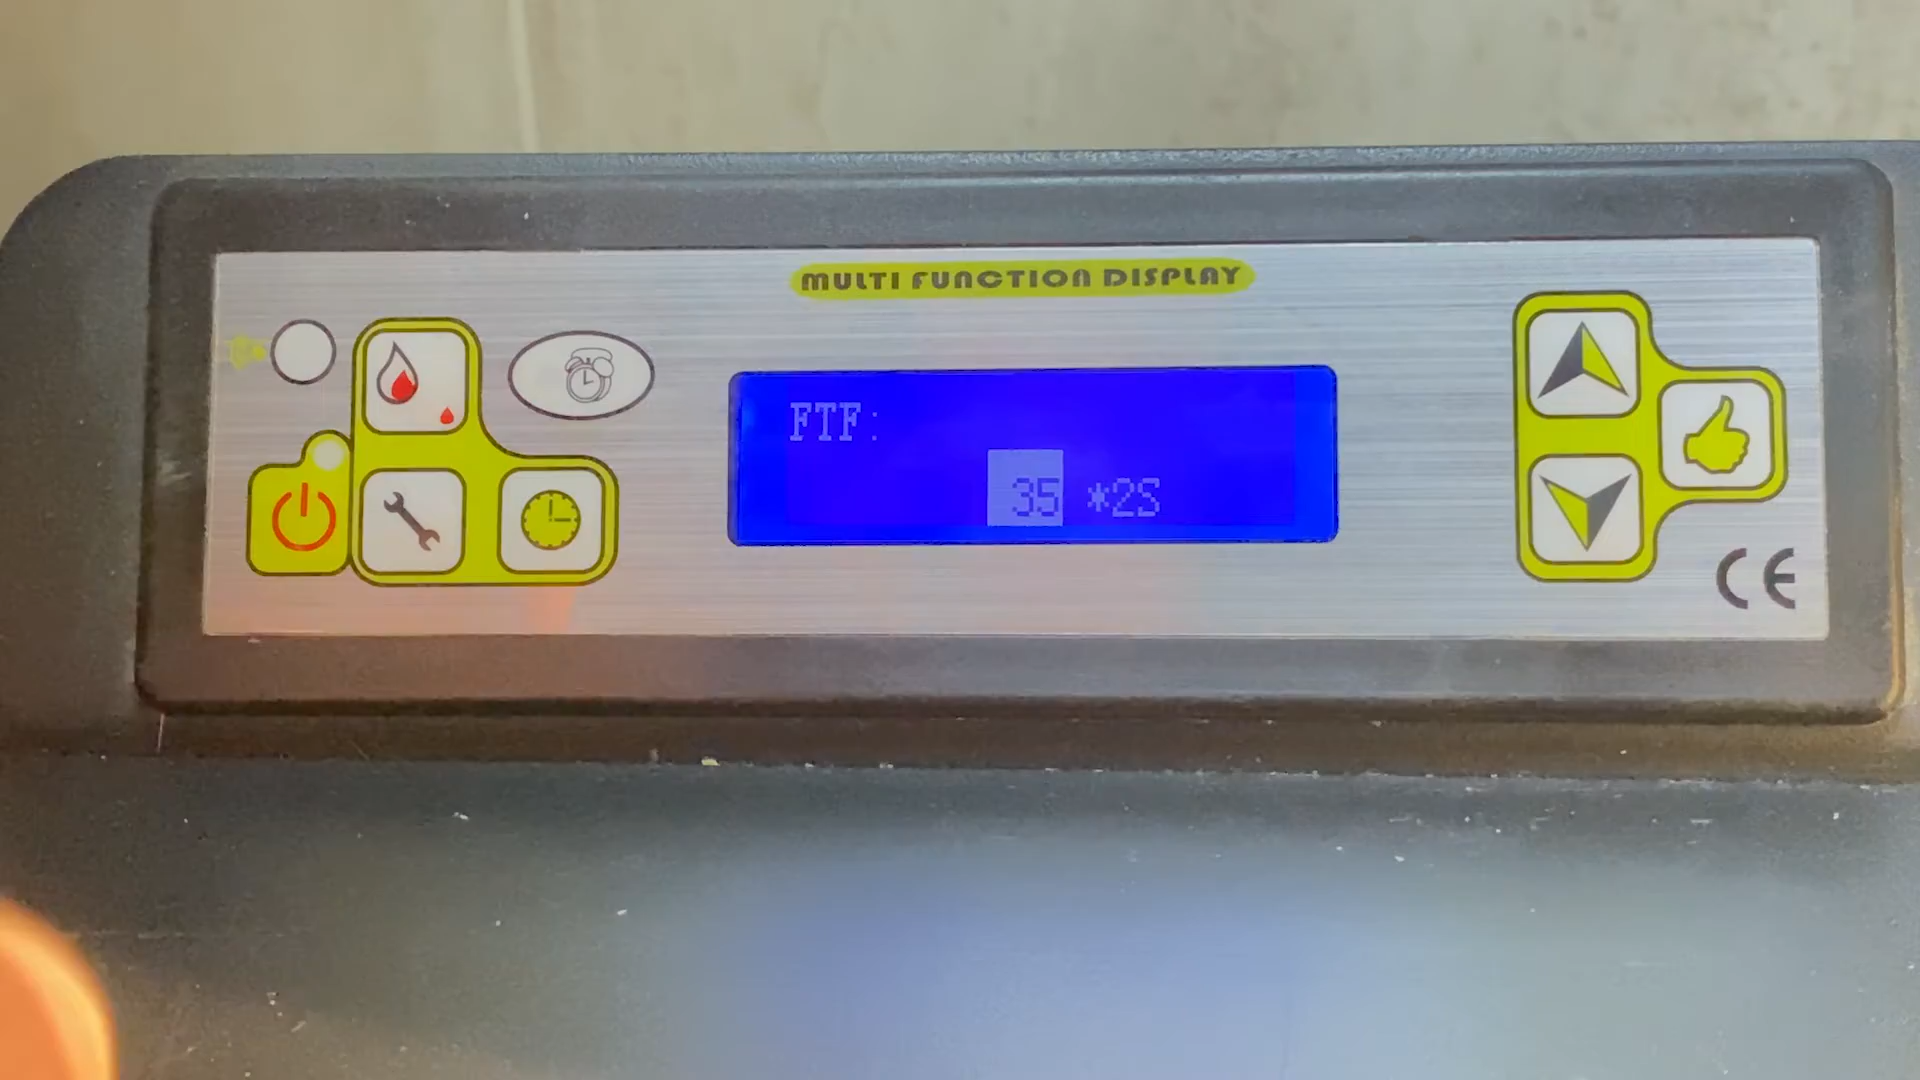 MULTI FUNCTION DISPLAY
FTF:
35 *2S
CE